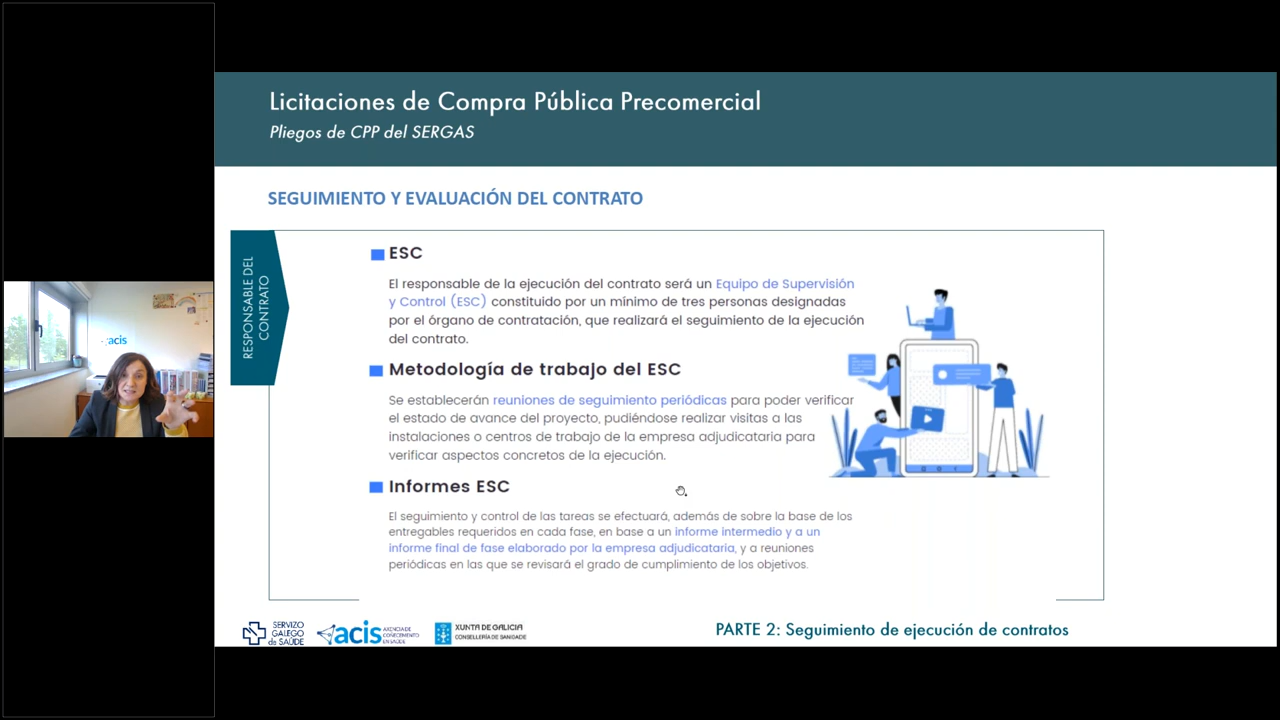 Licitaciones de Compra Pública Precomercial
Pliegos de CPP del SERGAS
SEGUIMIENTO Y EVALUACIÓN DEL CONTRATO
RESPONSABLE DEL
CONTRATO
ESC
El responsable de la ejecución del contrato será un Equipo de Supervisión
y Control (ESC) constituido por un mínimo de tres personas designadas
por el órgano de contratación, que realizará el seguimiento de la ejecución
del contrato.
Metodología de trabajo del ESC
Se establecerán reuniones de seguimiento periódicas para poder verificar
el estado de avance del proyecto, pudiéndose realizar visitas a las
instalaciones o centros de trabajo de la empresa adjudicataria para
verificar aspectos concretos de la ejecución.
Informes ESC
El seguimiento y control de las tareas se efectuará, además de sobre la base de los
entregables requeridos en cada fase, en base a un informe intermedio y a un
informe final de fase elaborado por la empresa adjudicataria, y a reuniones
periódicas en las que se revisará el grado de cumplimiento de los objetivos.
acis
SERVIZO
GALEGO
de SAÚDE
acis
AXENCIA DE
COÑECEMENTO
EN SAÚDE
XUNTA DE GALICIA
CONSELLERÍA DE SANIDADE
PARTE 2: Seguimiento de ejecución de contratos